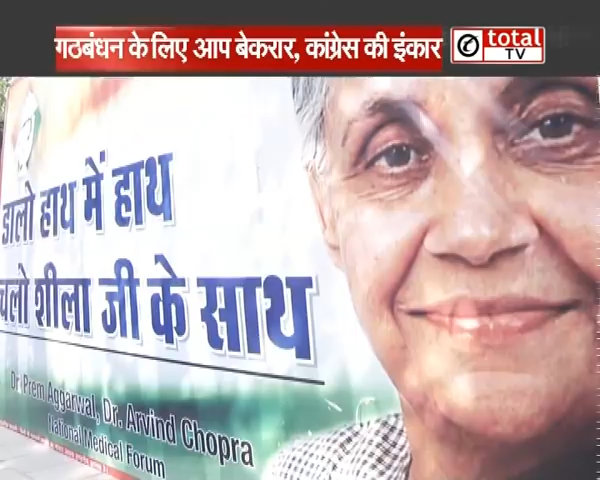 गठबंधन के लिए आप बेकरार, कांग्रेस की इंकार
total
TV
डालो हाथ में हाथ
चलो शीला जी के साथ
Dr. Prem Aggarwal, Dr. Arvind Chopra
National Medical Forum